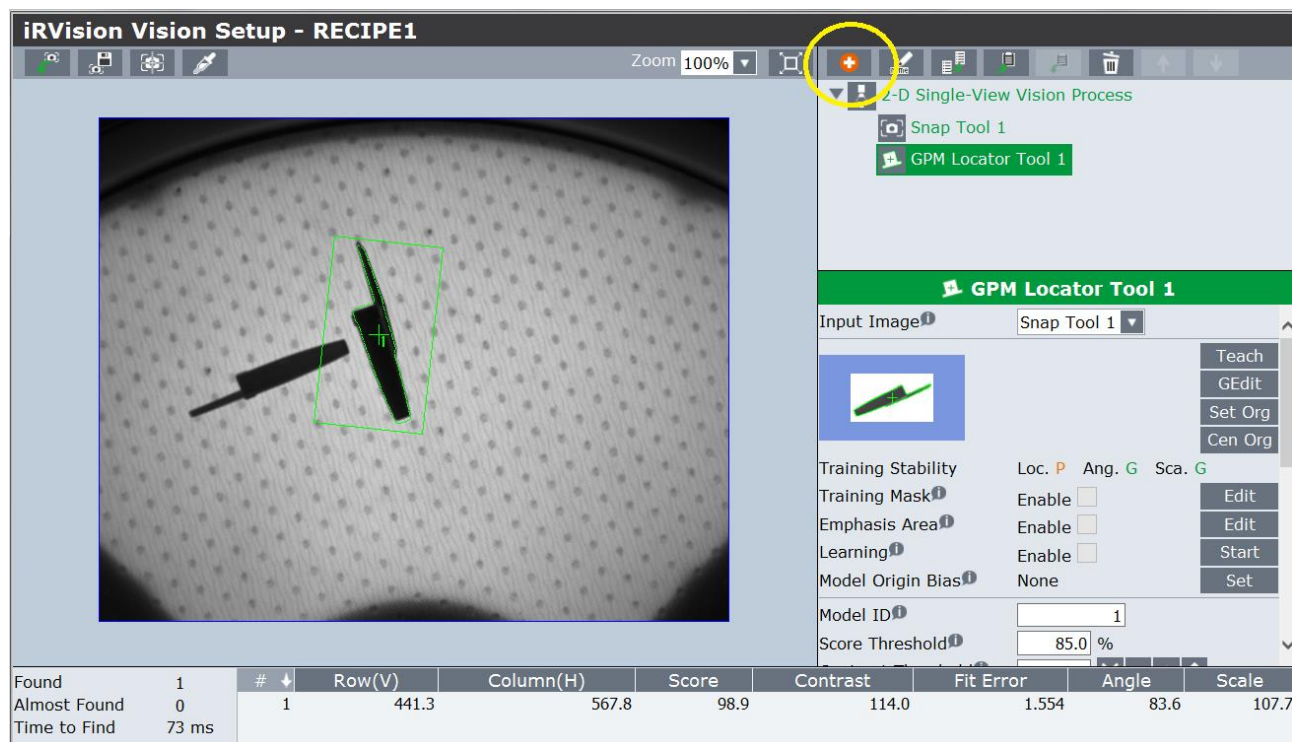 iRVision Vision Setup - RECIPE1
Zoom 100%
2-D Single-View Vision Process
Snap Tool 1
GPM Locator Tool 1
GPM Locator Tool 1
Input Image Snap Tool 1
Teach
GEdit
Set Org
Cen Org
Training Stability Loc. P Ang. G Sca. G
Training Mask Enable Edit
Emphasis Area Enable Edit
Learning Enable Start
Model Origin Bias None Set
Model ID 1
Score Threshold 85.0 %
Found 1 # Row(V) Column(H) Score Contrast Fit Error Angle Scale
Almost Found 0 1 441.3 567.8 98.9 114.0 1.554 83.6 107.7
Time to Find 73 ms